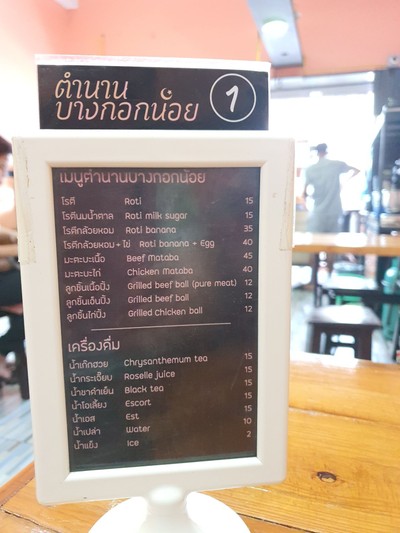 ตำนาน
บางกอกน้อย 1
เมนูตำนานบางกอกน้อย
โรตี Roti 15
โรตีนมน้ำตาล Roti milk sugar 15
โรตีกล้วยหอม Roti banana 35
โรตีกล้วยหอม+ไข่ Roti banana + Egg 40
มะตะบะเนื้อ Beef Mataba 45
มะตะบะไก่ Chicken Mataba 40
ลูกชิ้นเนื้อปิ้ง Grilled beef ball (pure meat) 12
ลูกชิ้นเอ็นปิ้ง Grilled beef ball 12
ลูกชิ้นไก่ปิ้ง Grilled Chicken ball 12
เครื่องดื่ม
น้ำเก๊กฮวย Chrysanthemum tea 15
น้ำกระเจี๊ยบ Roselle juice 15
น้ำชาดำเย็น Black tea 15
น้ำโอเลี้ยง Escort 15
น้ำเอส Est 15
น้ำเปล่า Water 10
น้ำแข็ง Ice 2